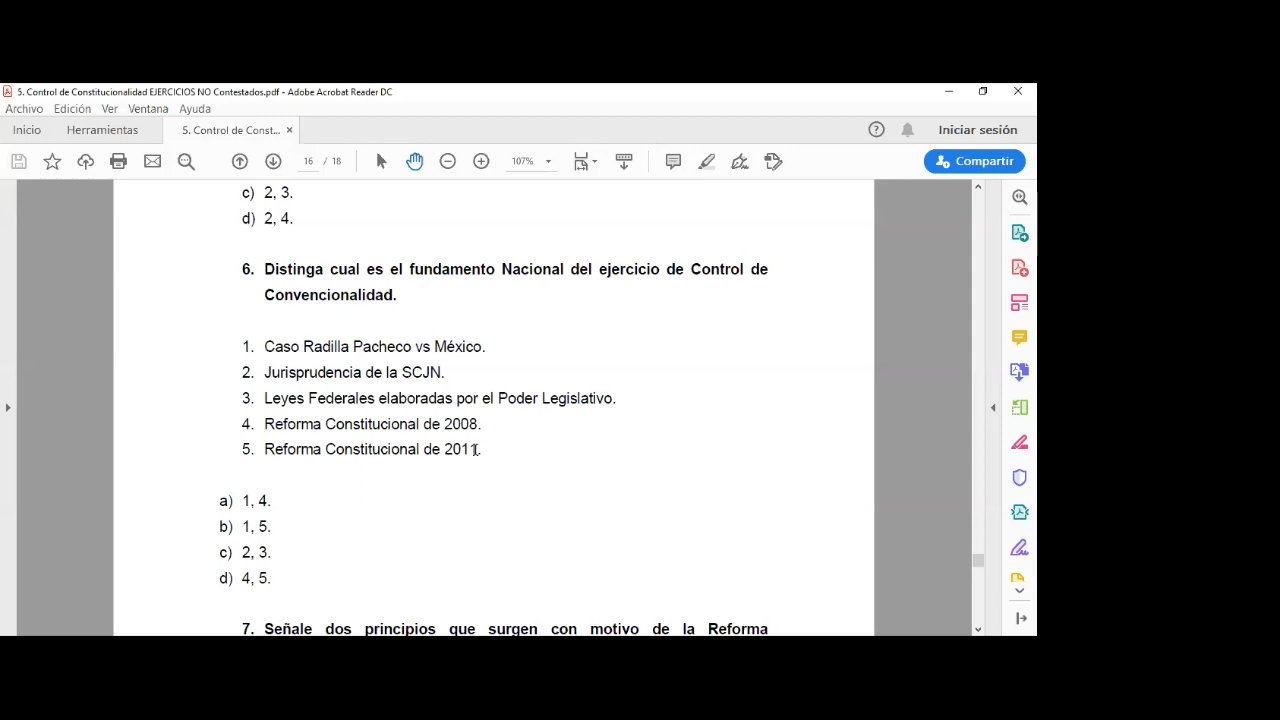 5. Control de Constitucionalidad EJERCICIOS NO Contestados.pdf - Adobe Acrobat Reader DC
Archivo Edición Ver Ventana Ayuda
Inicio Herramientas 5. Control de Const... × Iniciar sesión
16 / 18 107% Compartir
c) 2, 3.
d) 2, 4.
6. Distinga cual es el fundamento Nacional del ejercicio de Control de
Convencionalidad.
1. Caso Radilla Pacheco vs México.
2. Jurisprudencia de la SCJN.
3. Leyes Federales elaboradas por el Poder Legislativo.
4. Reforma Constitucional de 2008.
5. Reforma Constitucional de 2011.
a) 1, 4.
b) 1, 5.
c) 2, 3.
d) 4, 5.
7. Señale dos principios que surgen con motivo de la Reforma